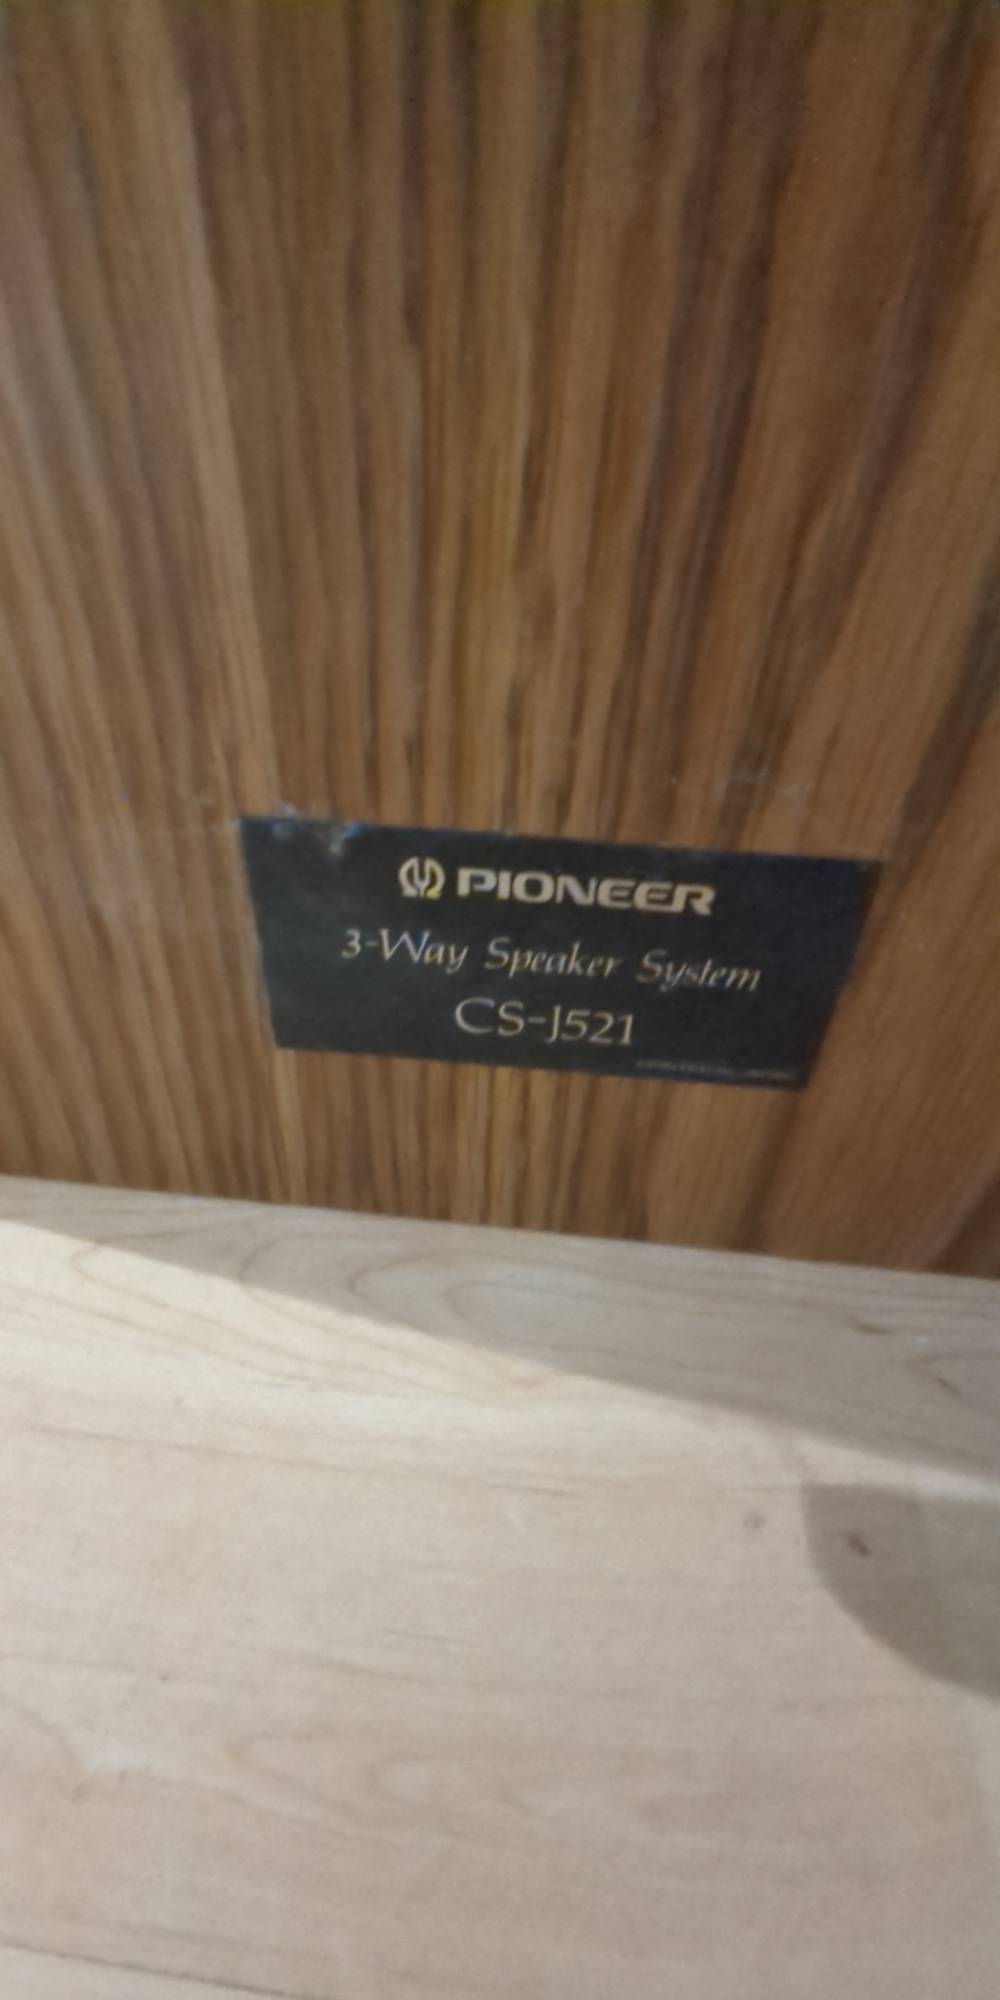 PIONEER
3-Way Speaker System
CS-J521